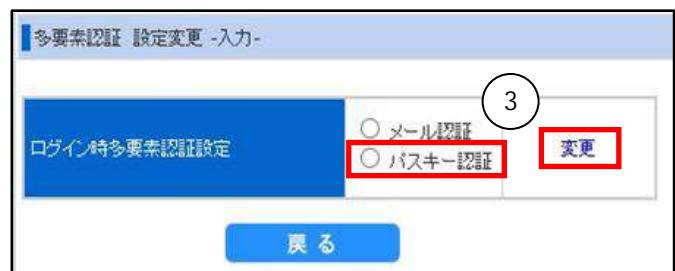 多要素認証 設定変更 -入力-
③
ログイン時多要素認証設定
メール認証
パスキー認証
変更
戻る